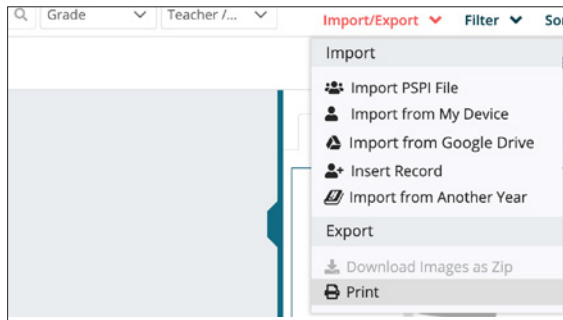 Grade Teacher /... Import/Export Filter
Import
Import PSPI File
Import from My Device
Import from Google Drive
Insert Record
Import from Another Year
Export
Download Images as Zip
Print